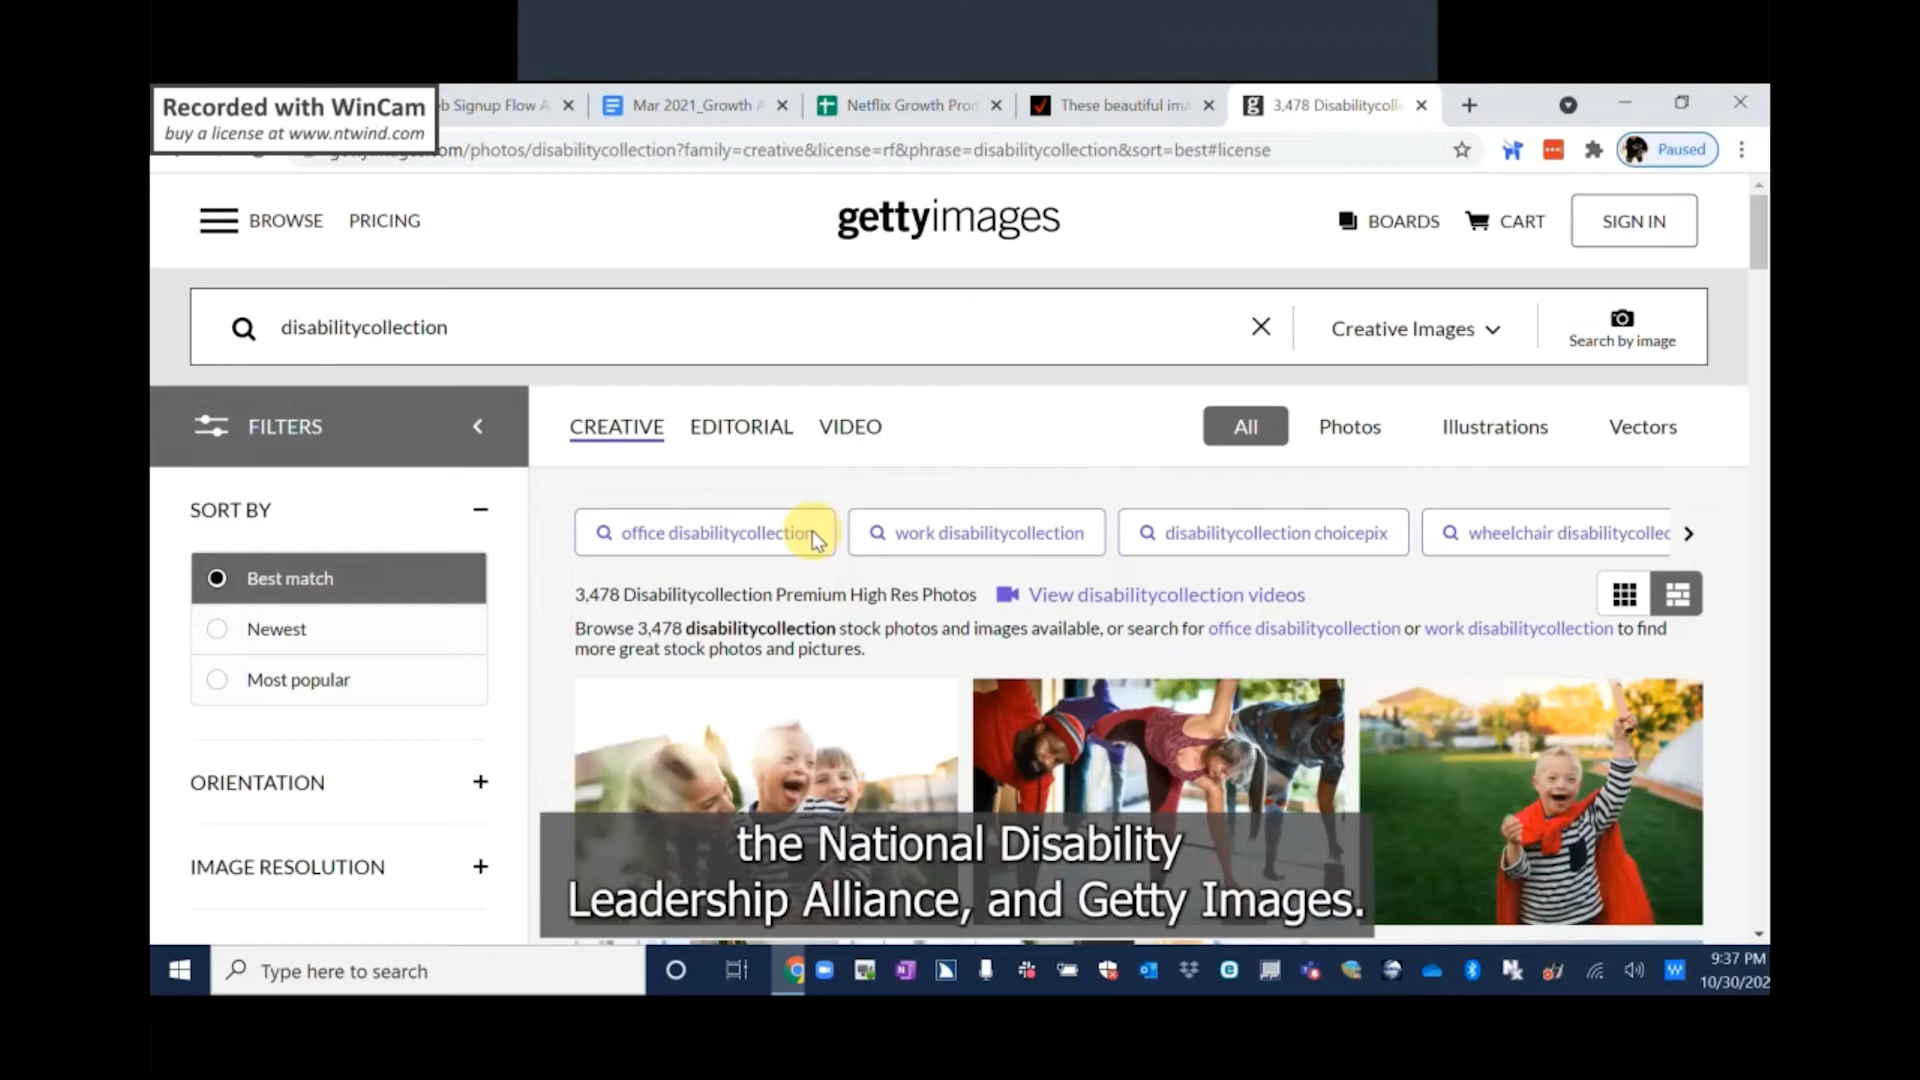 Recorded with WinCam
buy a license at www.ntwind.com
b Signup Flow A
Mar 2021_Growth A
Netflix Growth Prod
These beautiful ima
3,478 Disabilitycolle
om/photos/disabilitycollection?family=creative&license=rf&phrase=disabilitycollection&sort=best#license
Paused
BROWSE PRICING
gettyimages
BOARDS CART SIGN IN
disabilitycollection
Creative Images
Search by image
FILTERS
CREATIVE EDITORIAL VIDEO
All Photos Illustrations Vectors
SORT BY
Best match
Newest
Most popular
ORIENTATION
IMAGE RESOLUTION
office disabilitycollection
work disabilitycollection
disabilitycollection choicepix
wheelchair disabilitycollec
3,478 Disabilitycollection Premium High Res Photos
View disabilitycollection videos
Browse 3,478 disabilitycollection stock photos and images available, or search for office disabilitycollection or work disabilitycollection to find
more great stock photos and pictures.
the National Disability
Leadership Alliance, and Getty Images.
Type here to search
9:37 PM
10/30/202